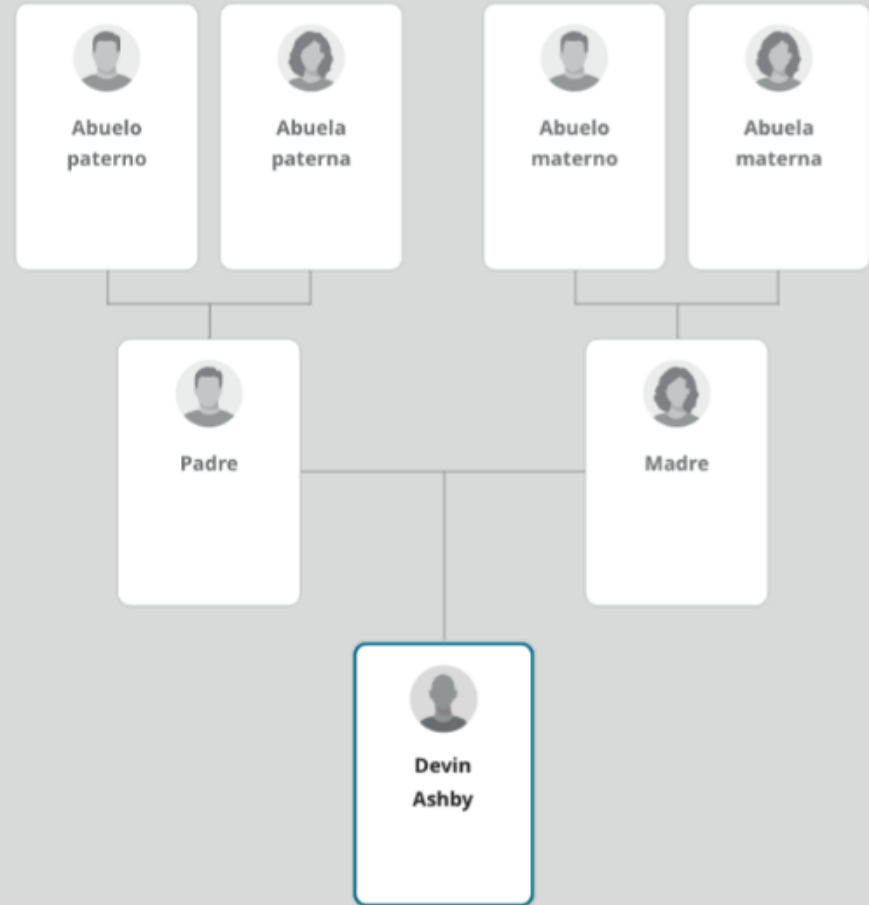 Abuelo
paterno
Abuela
paterna
Abuelo
materno
Abuela
materna
Padre
Madre
Devin
Ashby